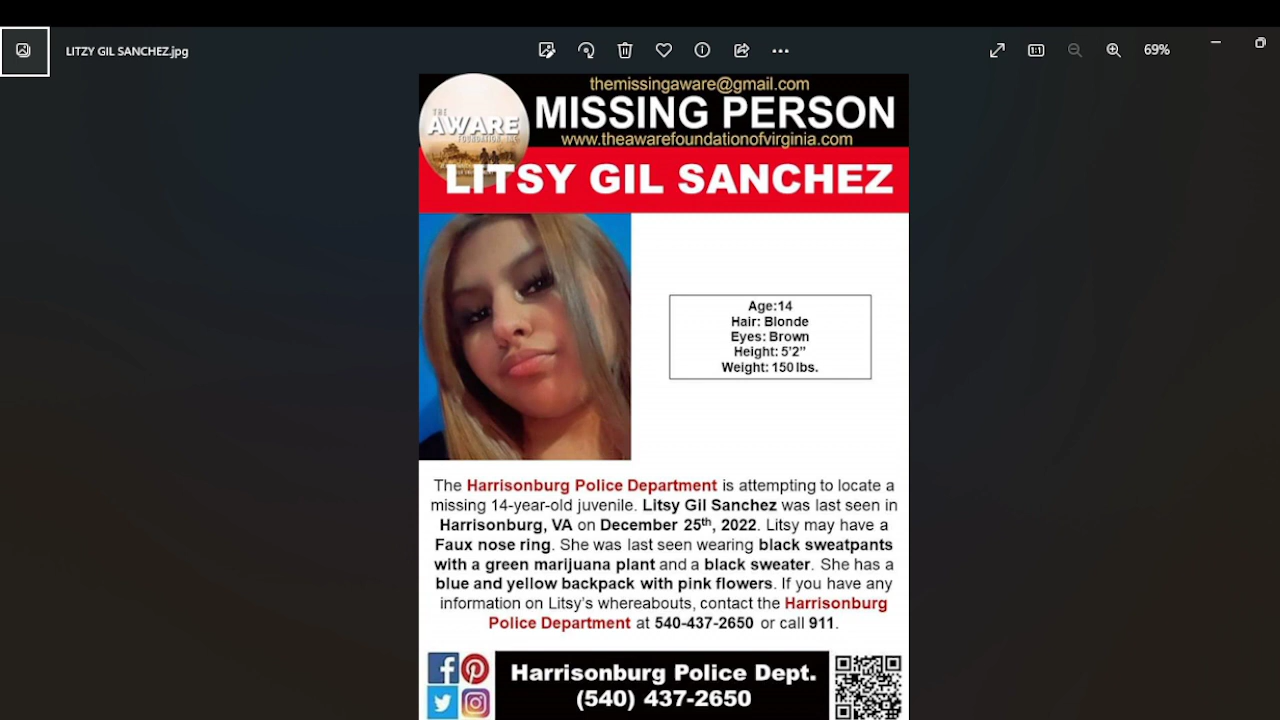 LITZY GIL SANCHEZ.jpg
69%
themissingaware@gmail.com
MISSING PERSON
www.theawarefoundationofvirginia.com
THE
AWARE
FOUNDATION, INC.
LITSY GIL SANCHEZ
Age:14
Hair: Blonde
Eyes: Brown
Height: 5'2”
Weight: 150 lbs.
The Harrisonburg Police Department is attempting to locate a
missing 14-year-old juvenile. Litsy Gil Sanchez was last seen in
Harrisonburg, VA on December 25th, 2022. Litsy may have a
Faux nose ring. She was last seen wearing black sweatpants
with a green marijuana plant and a black sweater. She has a
blue and yellow backpack with pink flowers. If you have any
information on Litsy’s whereabouts, contact the Harrisonburg
Police Department at 540-437-2650 or call 911.
Harrisonburg Police Dept.
(540) 437-2650